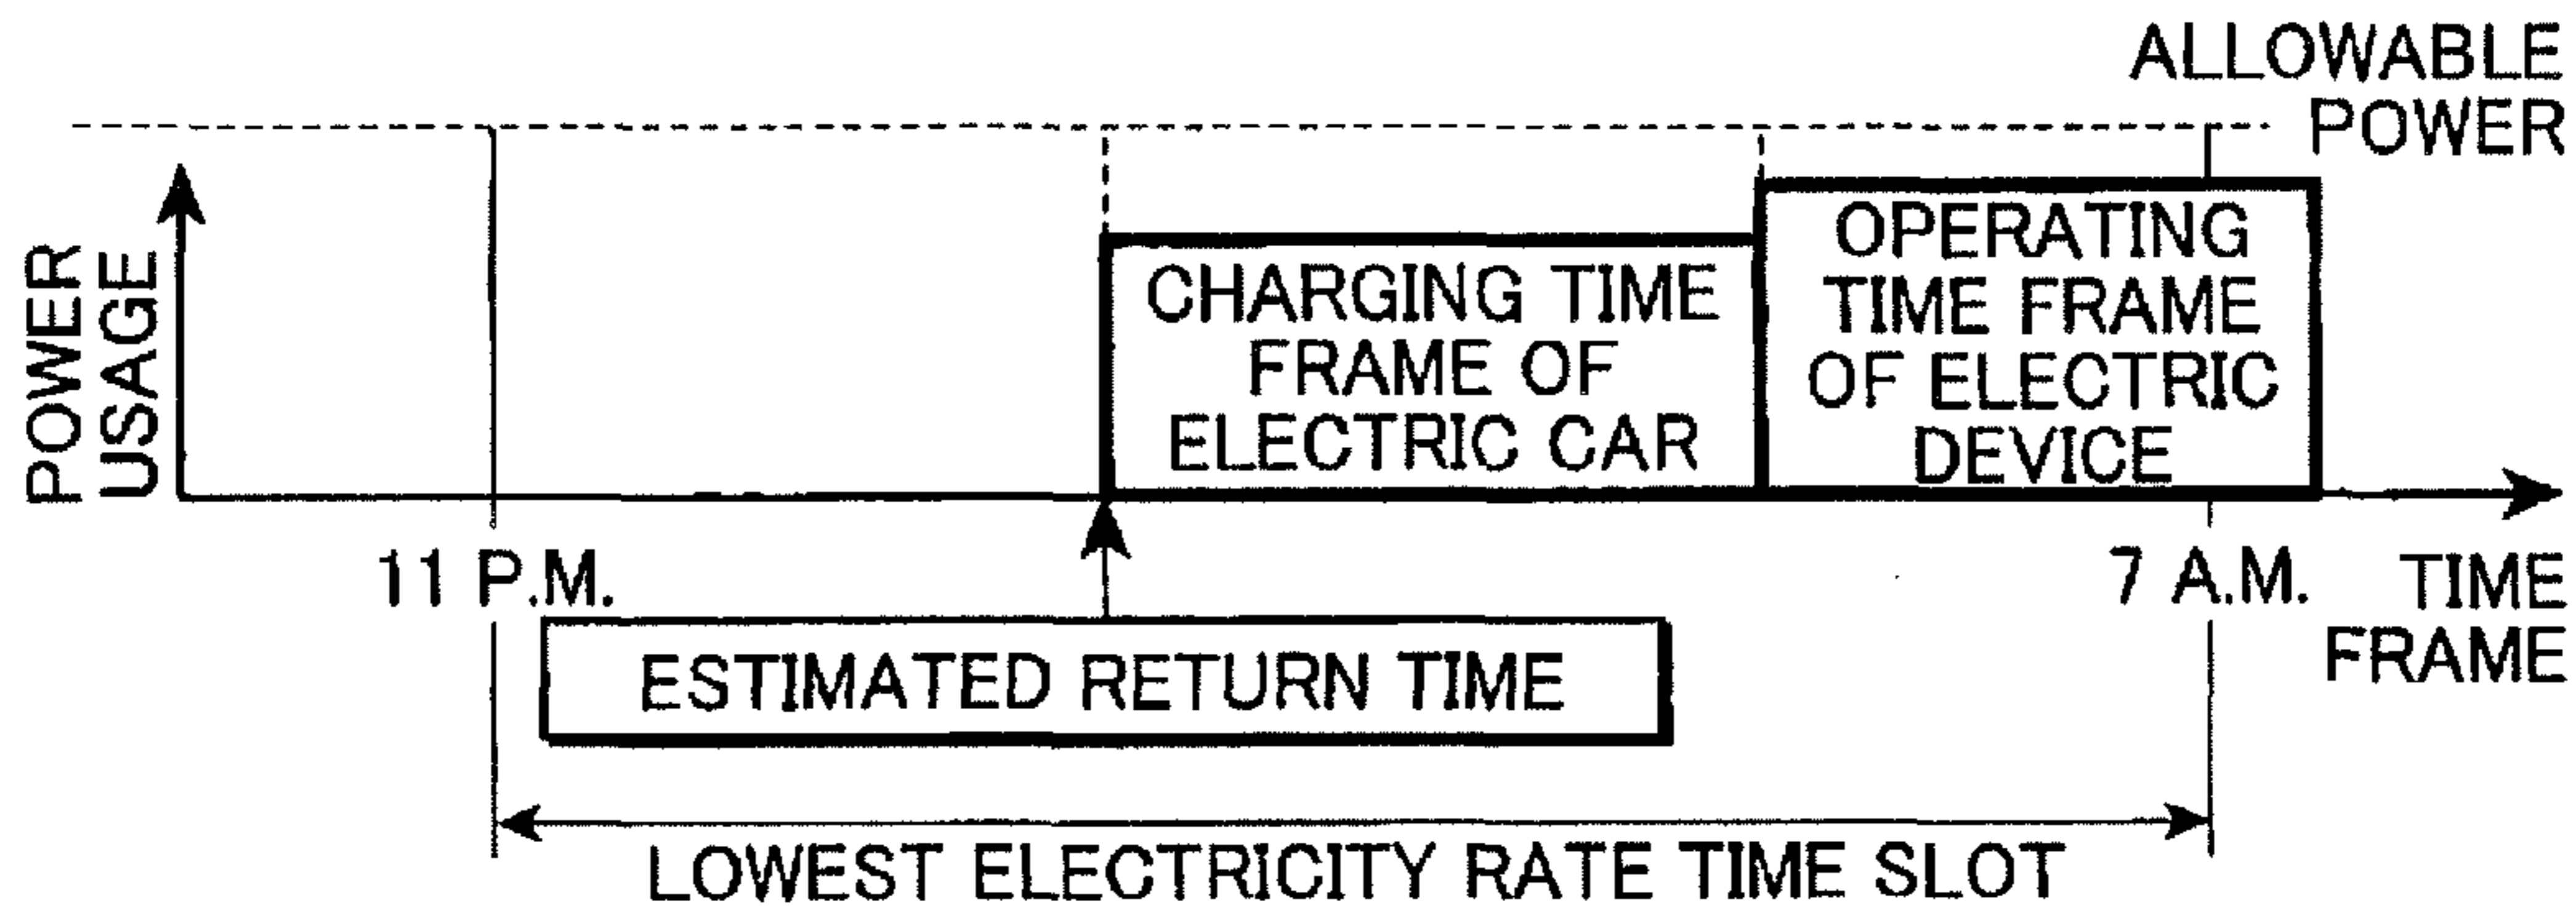 ALLOWABLE
POWER
POWER
USAGE
CHARGING TIME
FRAME OF
ELECTRIC CAR
OPERATING
TIME FRAME
OF ELECTRIC
DEVICE
11 P.M.
7 A.M.
TIME
FRAME
ESTIMATED RETURN TIME
LOWEST ELECTRICITY RATE TIME SLOT